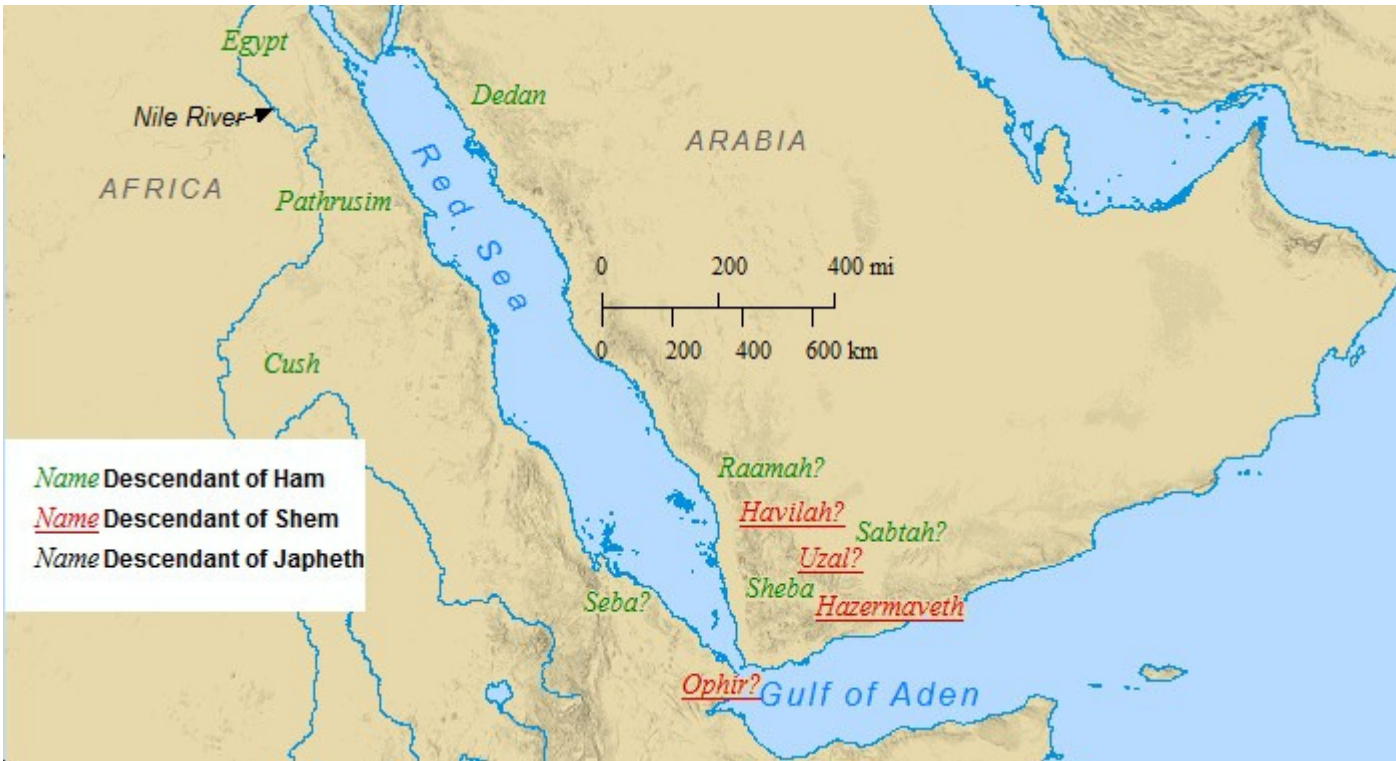 Egypt
Dedan
Nile River
ARABIA
AFRICA
Pathrusim
Red Sea
0 200 400 mi
0 200 400 600 km
Cush
Name Descendant of Ham
Name Descendant of Shem
Name Descendant of Japheth
Raamah?
Havilah?
Sabtah?
Uzal?
Sheba
Seba?
Hazermaveth
Ophir?
Gulf of Aden